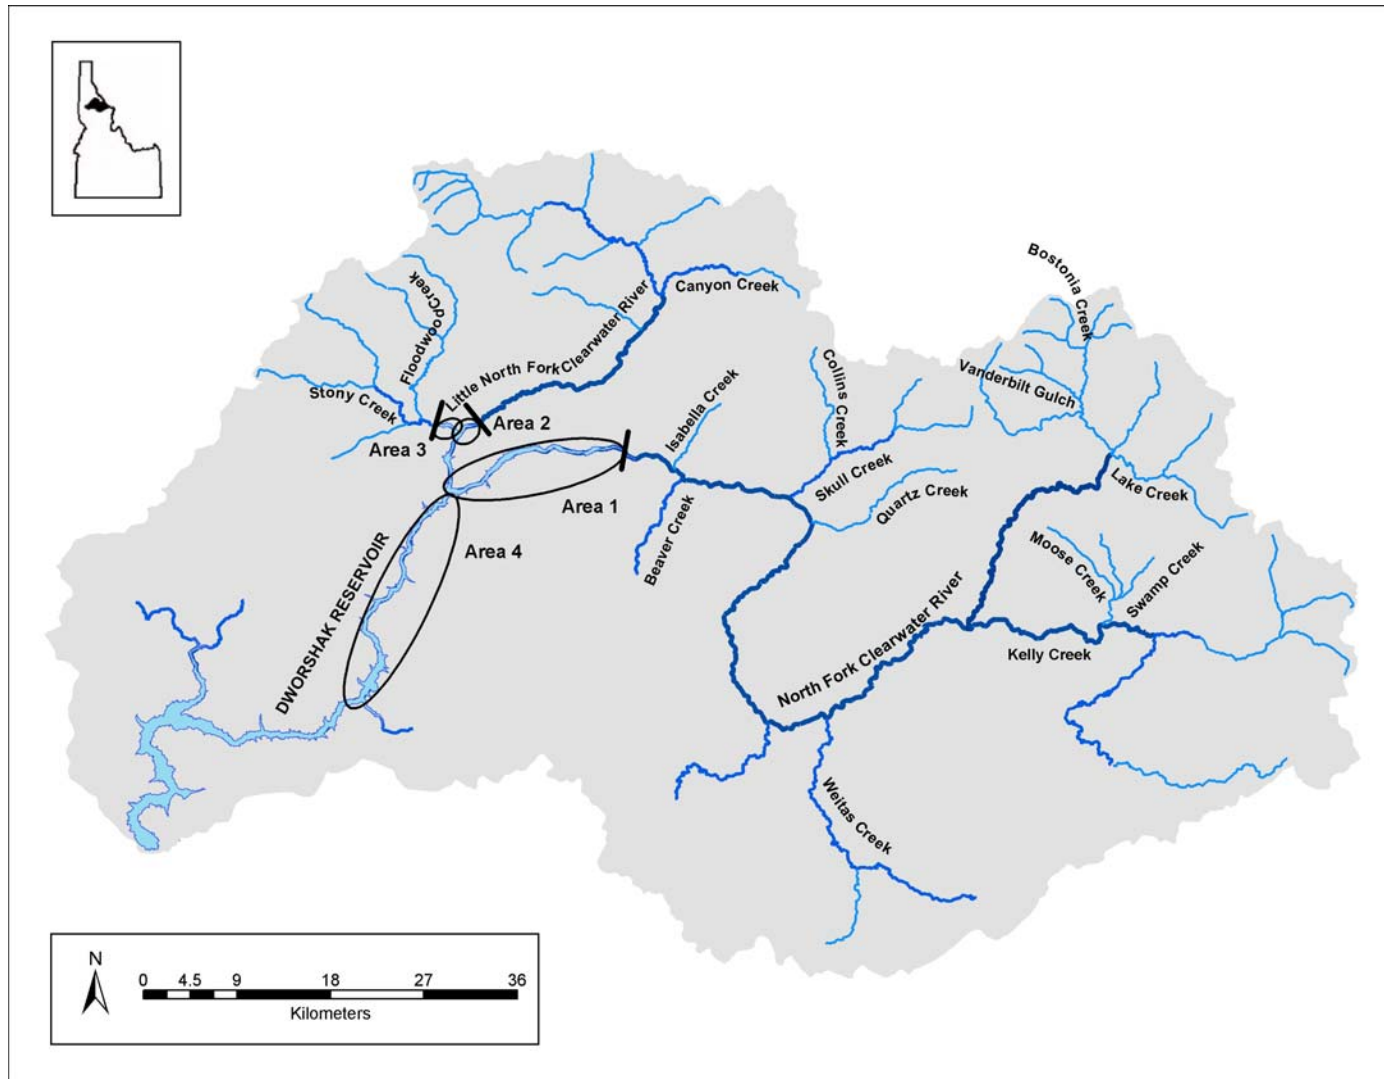 Bostonia Creek
Canyon Creek
Floodwood Creek
Little North Fork Clearwater River
Stony Creek
Isabella Creek
Collins Creek
Vanderbilt Gulch
Area 2
Area 3
Area 1
Skull Creek
Quartz Creek
Lake Creek
Beaver Creek
Area 4
Moose Creek
Swamp Creek
DWORSHAK RESERVOIR
North Fork Clearwater River
Kelly Creek
Weitas Creek
N
0 4.5 9 18 27 36
Kilometers